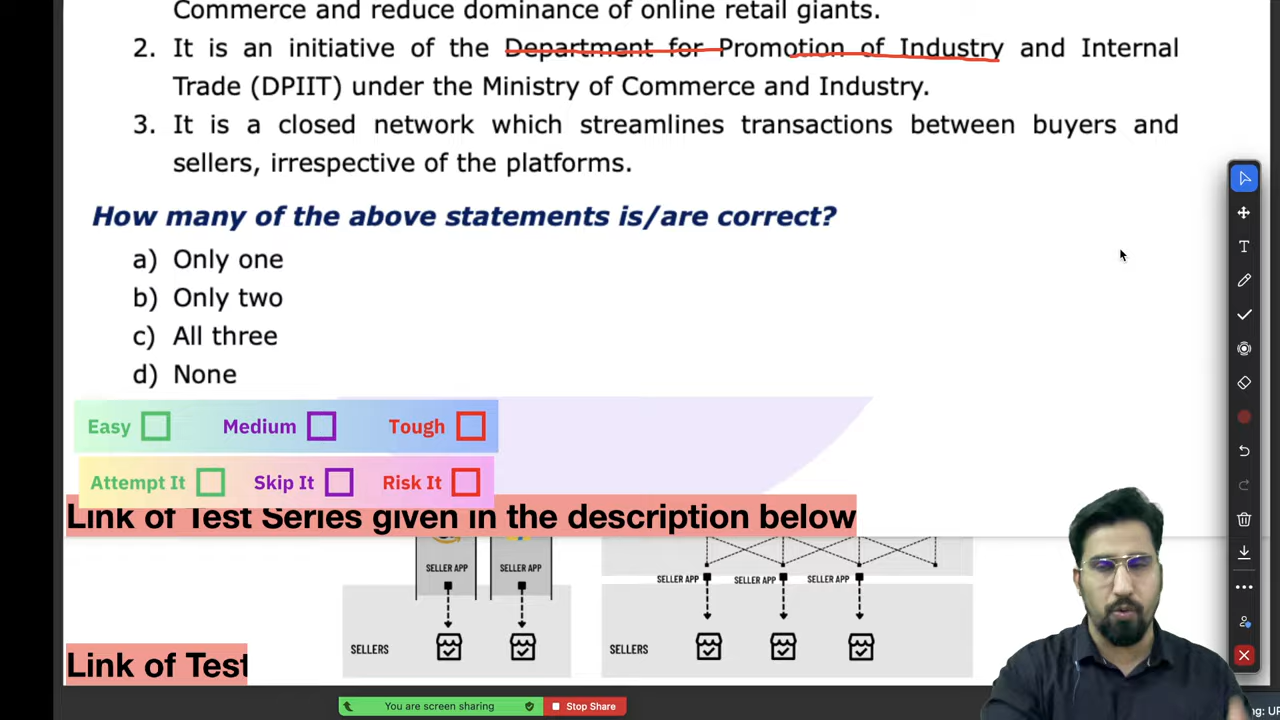 Commerce and reduce dominance of online retail giants.
2. It is an initiative of the Department for Promotion of Industry and Internal
Trade (DPIIT) under the Ministry of Commerce and Industry.
3. It is a closed network which streamlines transactions between buyers and
sellers, irrespective of the platforms.
How many of the above statements is/are correct?
a) Only one
b) Only two
c) All three
d) None
Easy Medium Tough
Attempt It Skip It Risk It
Link of Test Series given in the description below
SELLER APP SELLER APP
SELLER APP SELLER APP SELLER APP
SELLERS
SELLERS
Link of Test
You are screen sharing Stop Share